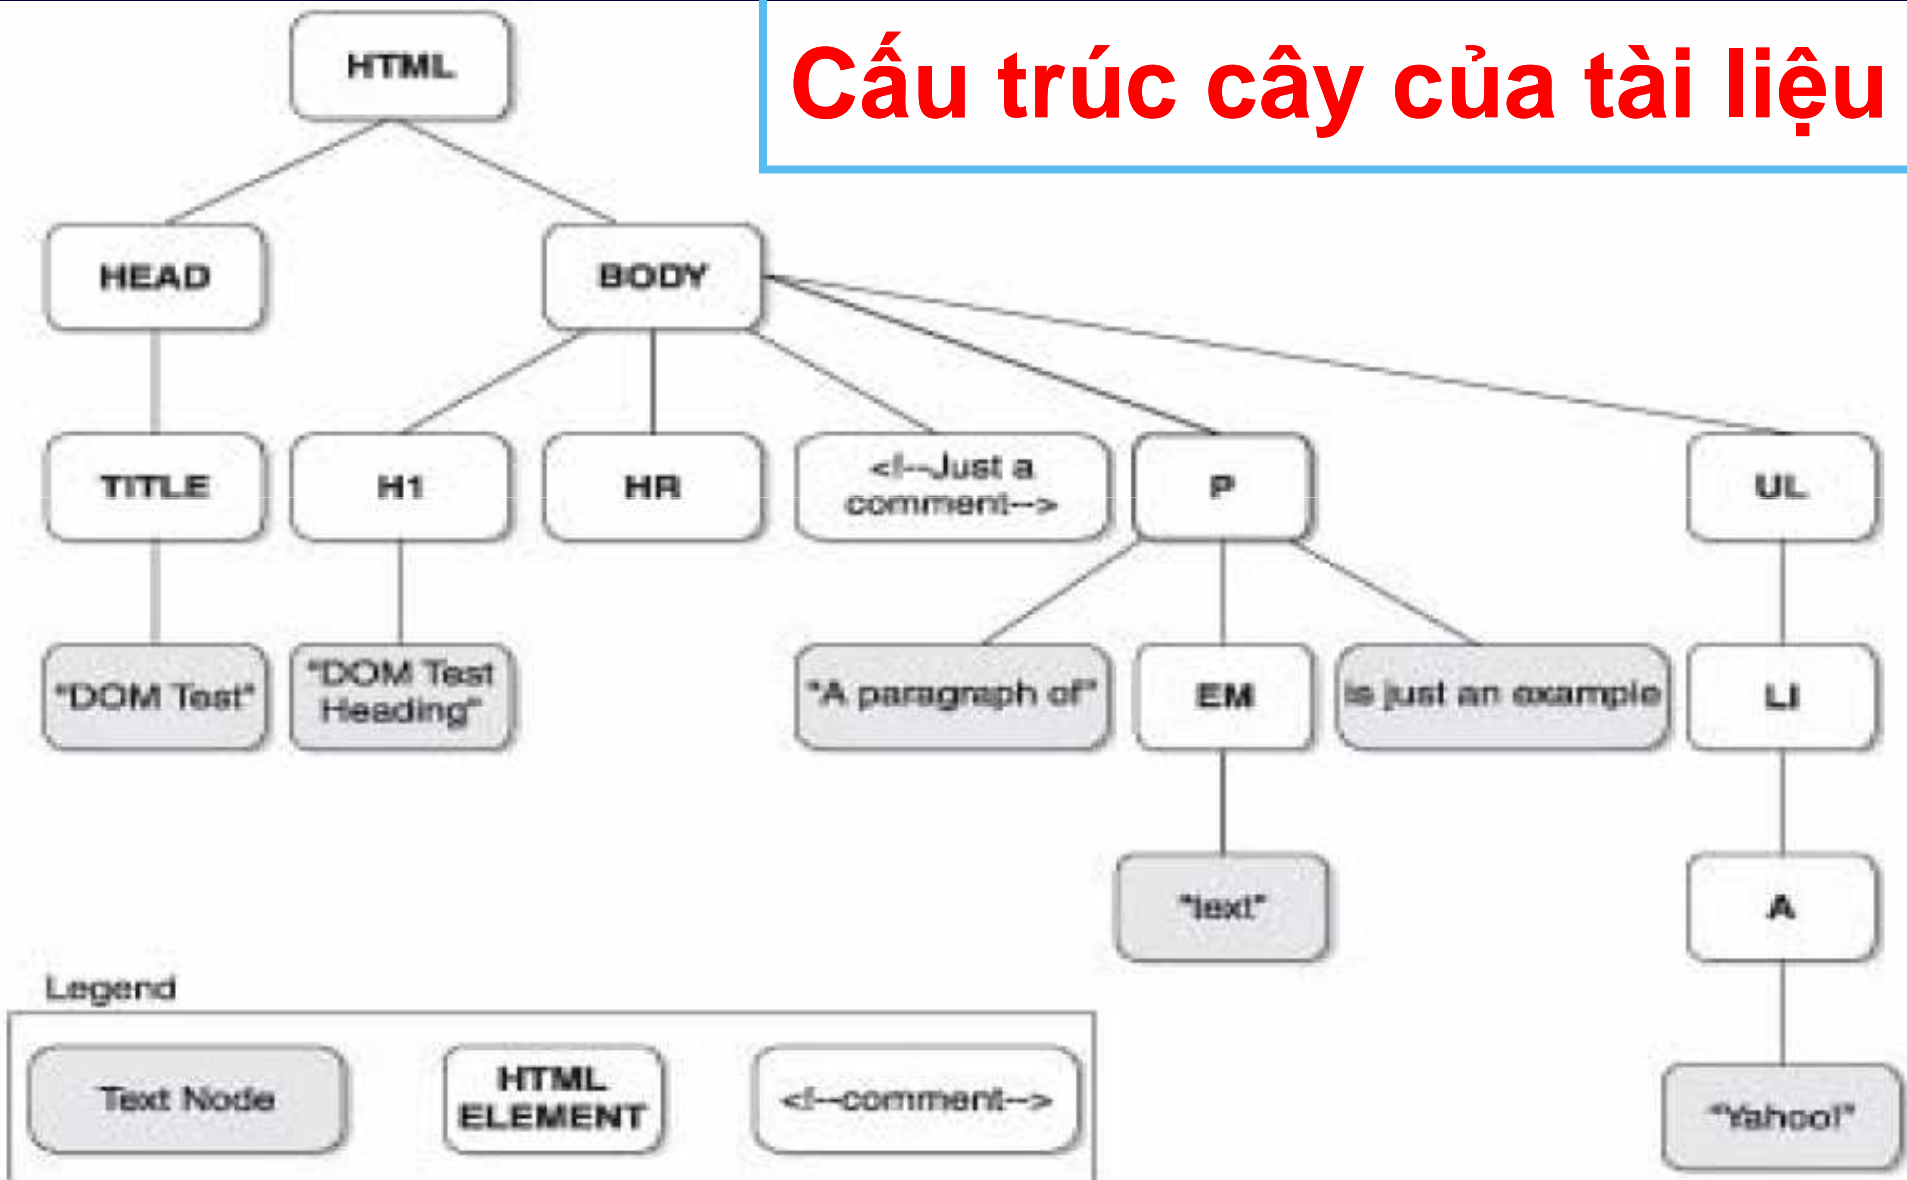 Cấu trúc cây của tài liệu
HTML
HEAD
BODY
TITLE
H1
HR
<!--Just a
comment-->
P
UL
"DOM Test"
"DOM Test
Heading"
"A paragraph of"
EM
is just an example
LI
"text"
A
"Yahoo!"
Legend
Text Node
HTML
ELEMENT
<!--comment-->